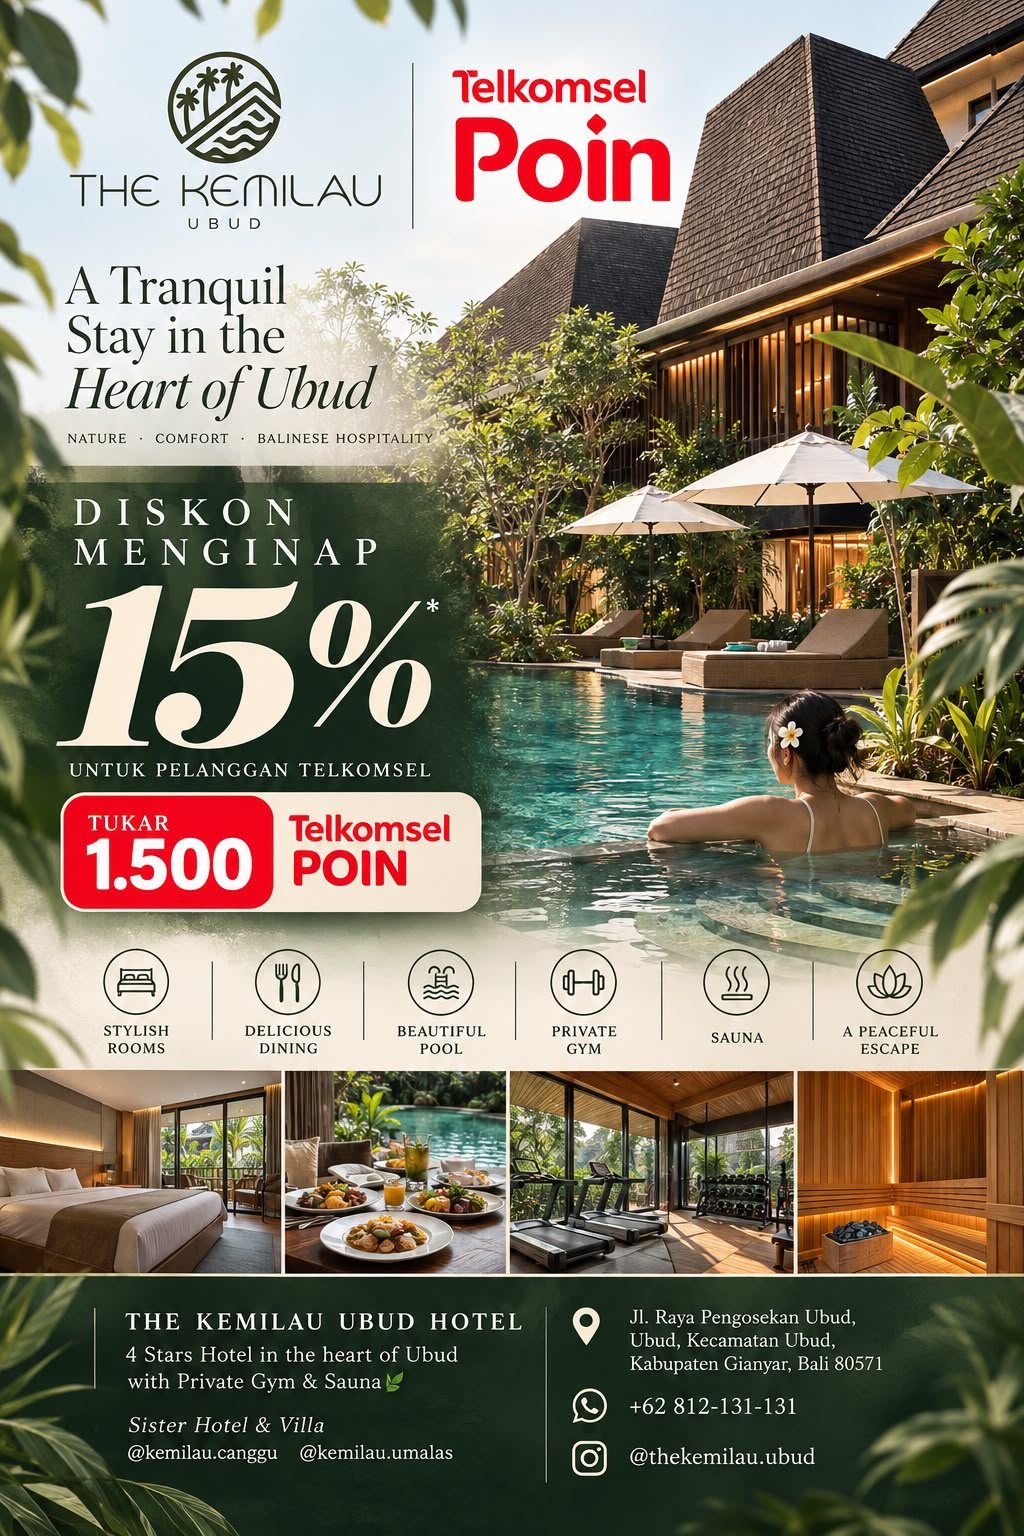 THE KEMILAU
UBUD
Telkomsel
Poin
A Tranquil
Stay in the
Heart of Ubud
NATURE · COMFORT · BALINESE HOSPITALITY
DISKON
MENGINAP
15%*
UNTUK PELANGGAN TELKOMSEL
TUKAR
1.500
Telkomsel
POIN
STYLISH
ROOMS
DELICIOUS
DINING
BEAUTIFUL
POOL
PRIVATE
GYM
SAUNA
A PEACEFUL
ESCAPE
THE KEMILAU UBUD HOTEL
4 Stars Hotel in the heart of Ubud
with Private Gym & Sauna🌿
Sister Hotel & Villa
@kemilau.canggu @kemilau.umalas
Jl. Raya Pengosekan Ubud,
Ubud, Kecamatan Ubud,
Kabupaten Gianyar, Bali 80571
+62 812-131-131
@thekemilau.ubud